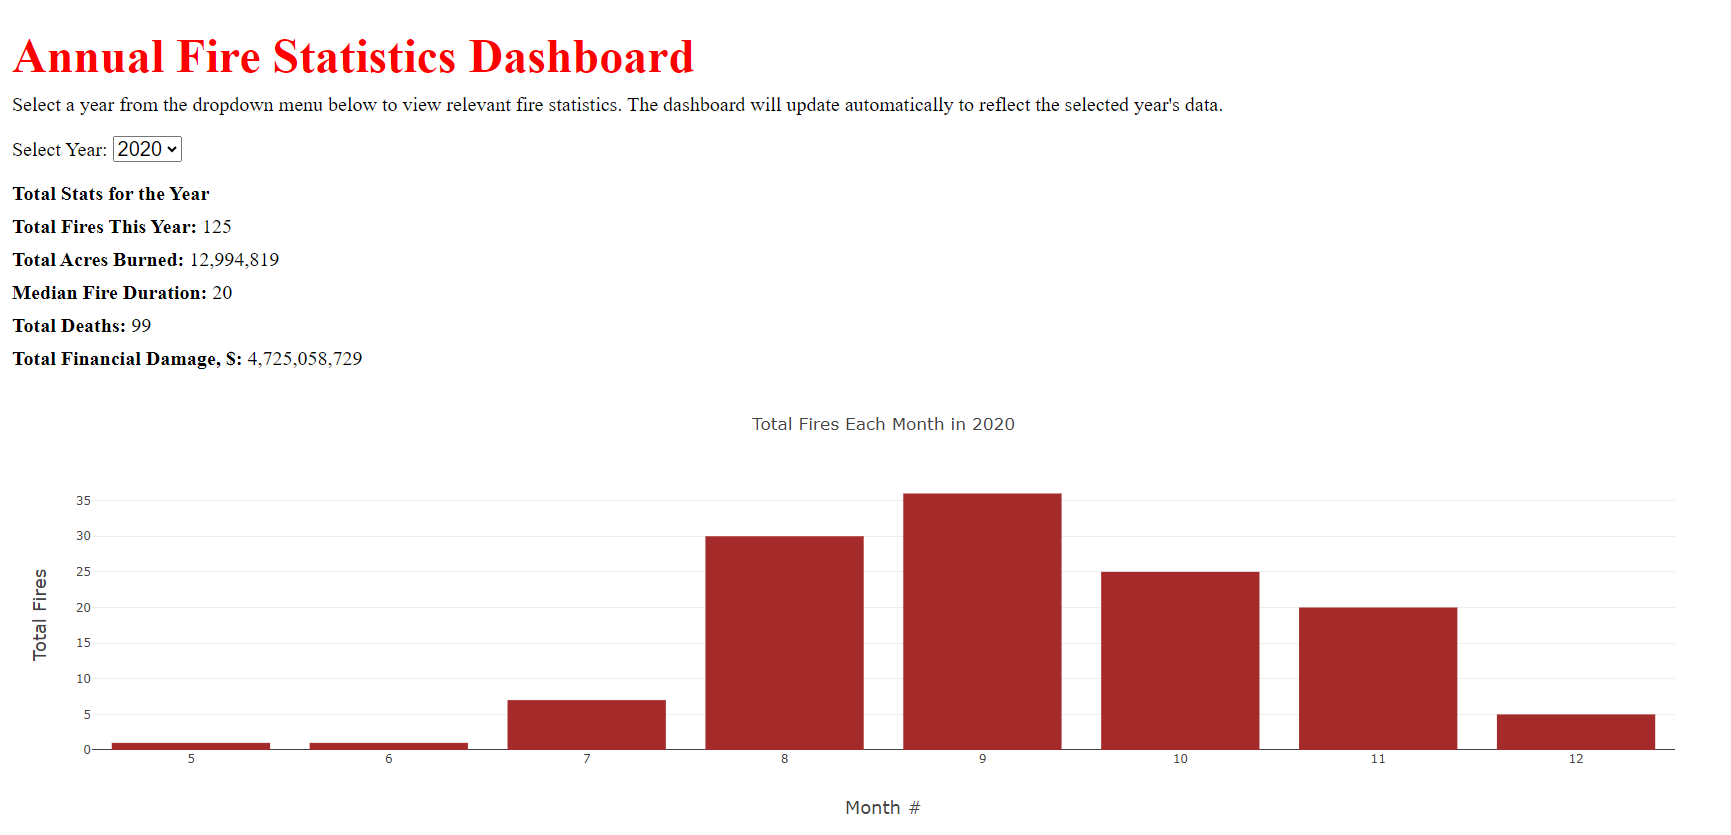 Annual Fire Statistics Dashboard
Select a year from the dropdown menu below to view relevant fire statistics. The dashboard will update automatically to reflect the selected year's data.
Select Year: 2020
Total Stats for the Year
Total Fires This Year: 125
Total Acres Burned: 12,994,819
Median Fire Duration: 20
Total Deaths: 99
Total Financial Damage, $: 4,725,058,729
Total Fires Each Month in 2020
35
30
25
20
15
10
5
0
Total Fires
5 6 7 8 9 10 11 12
Month #